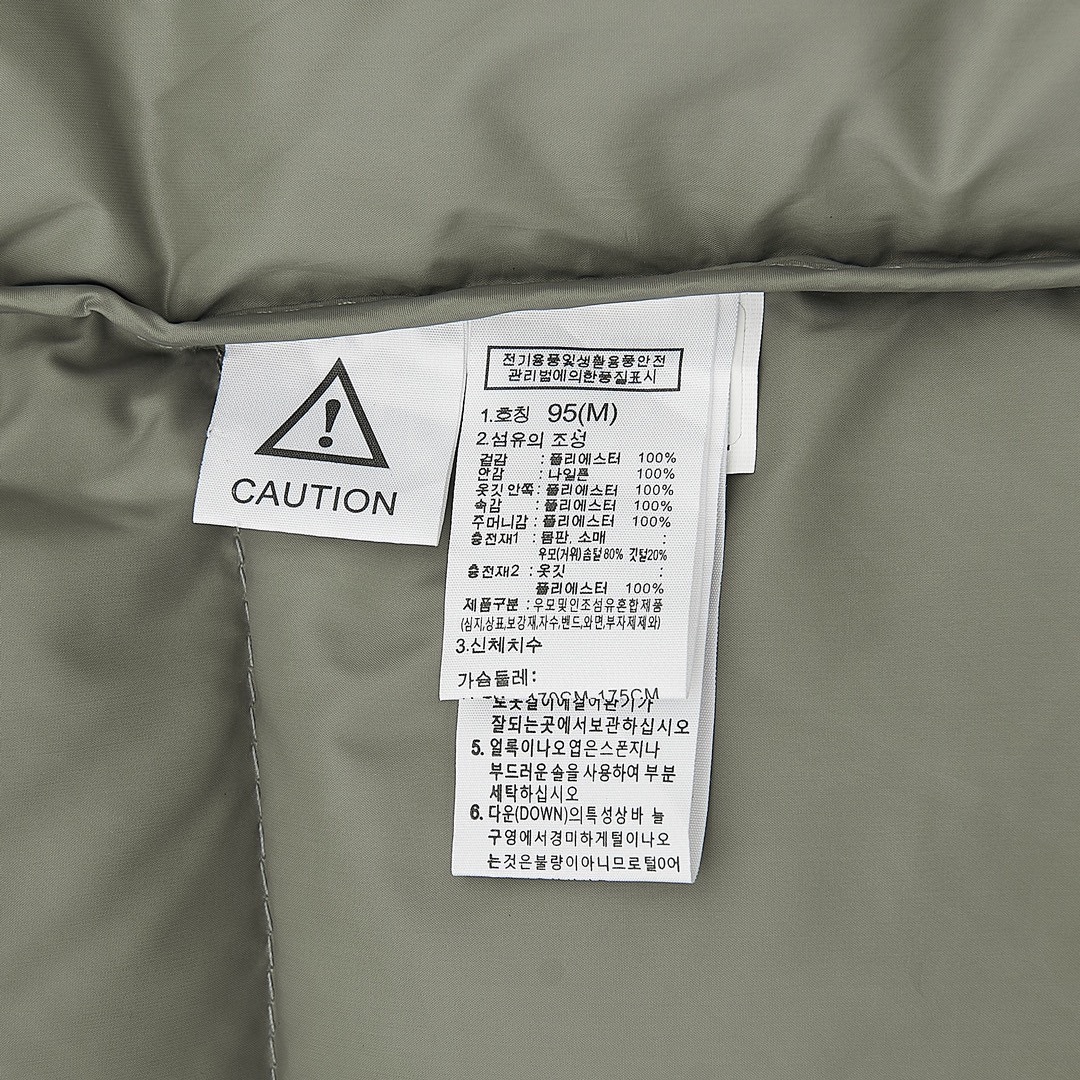 CAUTION
전기용품및생활용품안전
관리법에의한품질표시
1.호칭 95(M)
2.섬유의 조성
겉감 : 폴리에스터 100%
안감 : 나일론 100%
옷깃 안쪽 : 폴리에스터 100%
속감 : 폴리에스터 100%
주머니감 : 폴리에스터 100%
충전재1 : 몸판, 소매 :
우모(거위)솜털 80% 깃털20%
충전재2 : 옷깃 :
폴리에스터 100%
제품구분 : 우모및인조섬유혼합제품
(심지,상표,보강재,자수,밴드,와펜,부자제제외)
3.신체치수
가슴둘레:
170CM-175CM
잘되는곳에서보관하십시오
5. 얼룩이나오염은스폰지나
부드러운솔을사용하여 부분
세탁하십시오
6. 다운(DOWN)의특성상바 늘
구영에서경미하게털이나오
는것은불량이아니므로털0어